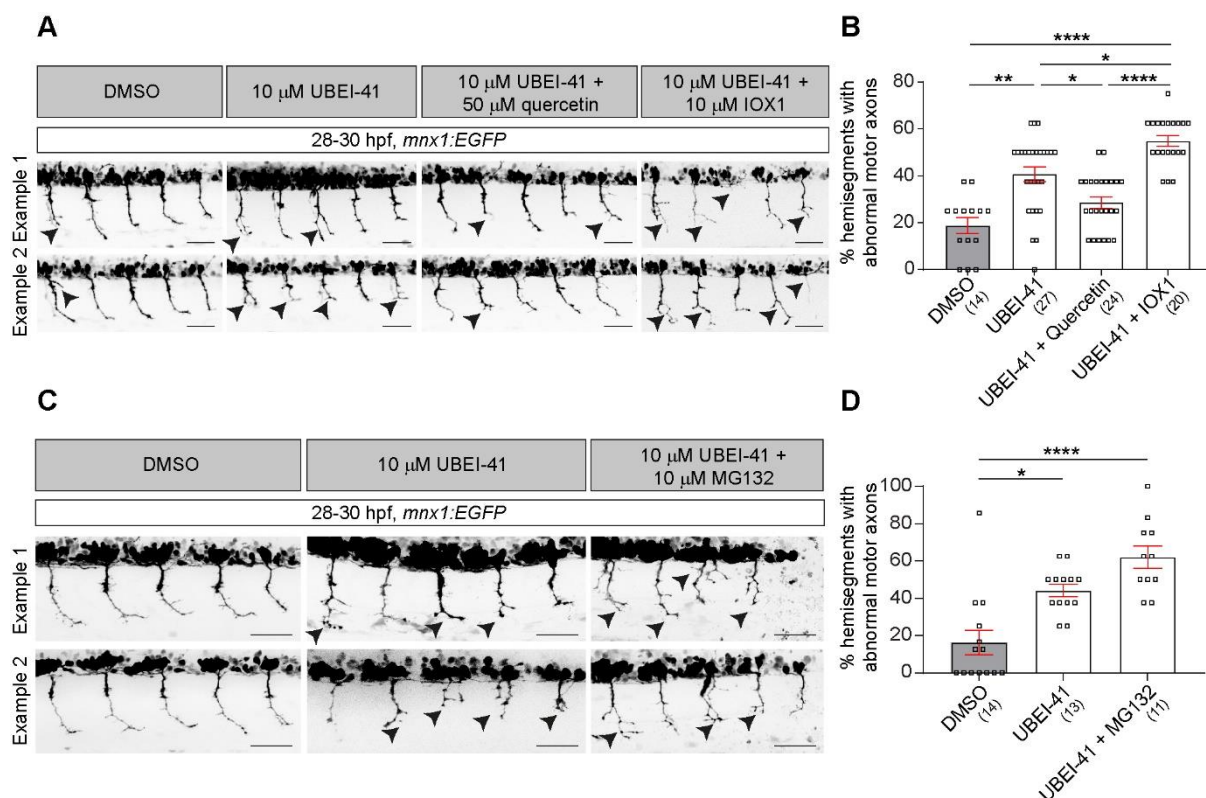 A
DMSO
10 μM UBEI-41
10 μM UBEI-41 +
50 μM quercetin
10 μM UBEI-41 +
10 μM IOX1
28-30 hpf, mnx1:EGFP
Example 1
Example 2
B
% hemisegments with
abnormal motor axons
80
60
40
20
0
****
*
**
*
****
DMSO
(14)
UBEI-41
(27)
UBEI-41 + Quercetin
(24)
UBEI-41 + IOX1
(20)
C
DMSO
10 μM UBEI-41
10 μM UBEI-41 +
10 μM MG132
28-30 hpf, mnx1:EGFP
Example 1
Example 2
D
% hemisegments with
abnormal motor axons
100
80
60
40
20
0
****
*
DMSO
(14)
UBEI-41
(13)
UBEI-41 + MG132
(11)